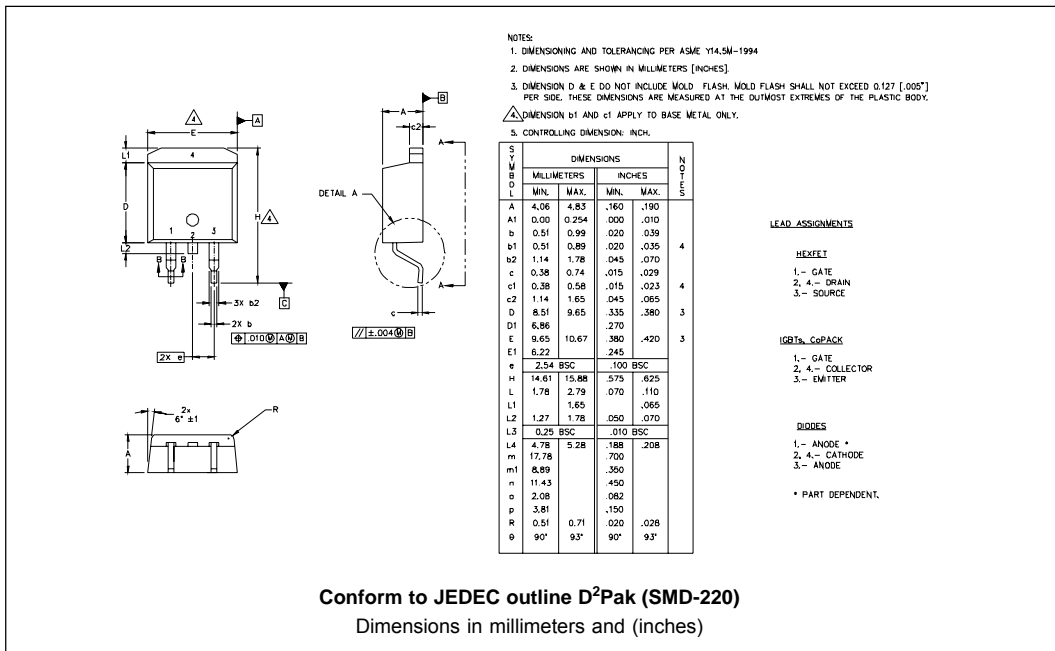 NOTES:
1. DIMENSIONING AND TOLERANCING PER ASME Y14.5M-1994
2. DIMENSIONS ARE SHOWN IN MILLIMETERS [INCHES].
3. DIMENSION D & E DO NOT INCLUDE MOLD FLASH. MOLD FLASH SHALL NOT EXCEED 0.127 [.005"]
PER SIDE. THESE DIMENSIONS ARE MEASURED AT THE OUTMOST EXTREMES OF THE PLASTIC BODY.
4 DIMENSION b1 AND c1 APPLY TO BASE METAL ONLY.
5. CONTROLLING DIMENSION: INCH.
4
E
A
L1
4
D
H
4
1 2 3
L2
B B
C
3X b2
2X b
⌖ .010 Ⓜ A Ⓜ B
2X e
A
B
c2
A
DETAIL A
A
c
// ±.004 Ⓜ B
2x
6° ±1
R
A
SYMBOL DIMENSIONS NOTES
MILLIMETERS INCHES
MIN. MAX. MIN. MAX.
A 4.06 4.83 .160 .190
A1 0.00 0.254 .000 .010
b 0.51 0.99 .020 .039
b1 0.51 0.89 .020 .035 4
b2 1.14 1.78 .045 .070
c 0.38 0.74 .015 .029
c1 0.38 0.58 .015 .023 4
c2 1.14 1.65 .045 .065
D 8.51 9.65 .335 .380 3
D1 6.86 .270
E 9.65 10.67 .380 .420 3
E1 6.22 .245
e 2.54 BSC .100 BSC
H 14.61 15.88 .575 .625
L 1.78 2.79 .070 .110
L1 1.65 .065
L2 1.27 1.78 .050 .070
L3 0.25 BSC .010 BSC
L4 4.78 5.28 .188 .208
m 17.78 .700
m1 8.89 .350
n 11.43 .450
o 2.08 .082
p 3.81 .150
R 0.51 0.71 .020 .028
θ 90° 93° 90° 93°
LEAD ASSIGNMENTS
HEXFET
1.- GATE
2, 4.- DRAIN
3.- SOURCE
IGBTs, CoPACK
1.- GATE
2, 4.- COLLECTOR
3.- EMITTER
DIODES
1.- ANODE *
2, 4.- CATHODE
3.- ANODE
* PART DEPENDENT.
Conform to JEDEC outline D²Pak (SMD-220)
Dimensions in millimeters and (inches)